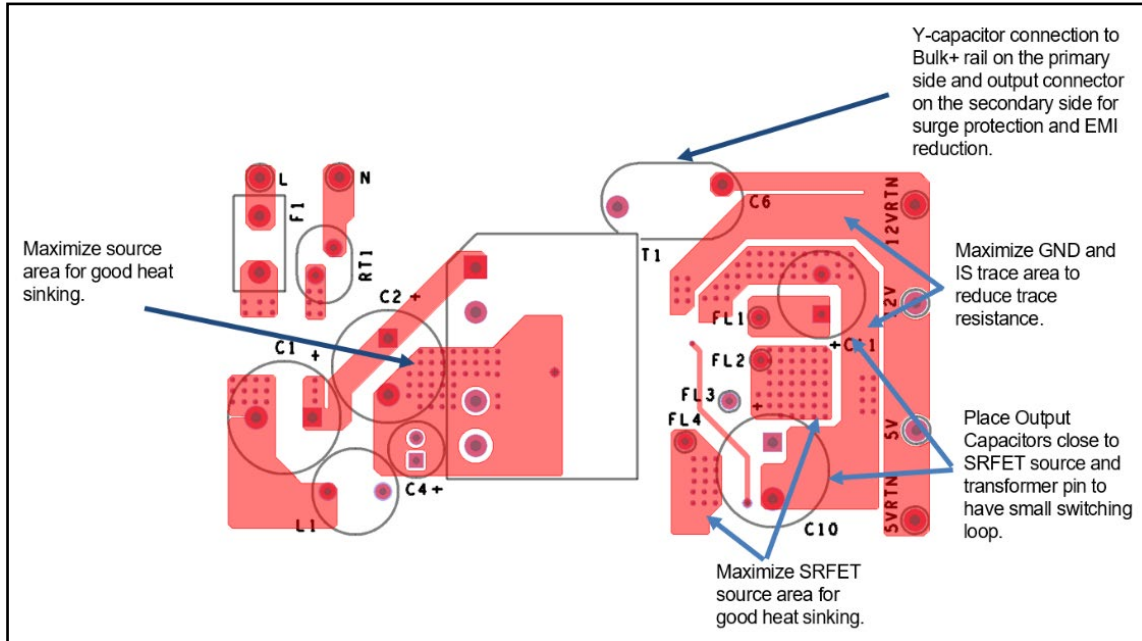 Y-capacitor connection to
Bulk+ rail on the primary
side and output connector
on the secondary side for
surge protection and EMI
reduction.
L
N
F1
RT1
C6
12VRTN
T1
Maximize source
area for good heat
sinking.
Maximize GND and
IS trace area to
reduce trace
resistance.
C2 +
12V
FL1
C1 +
+
FL2
FL3
+
FL4
5V
Place Output
Capacitors close to
SRFET source and
transformer pin to
have small switching
loop.
C4 +
L1
C10
5VRTN
Maximize SRFET
source area for
good heat sinking.